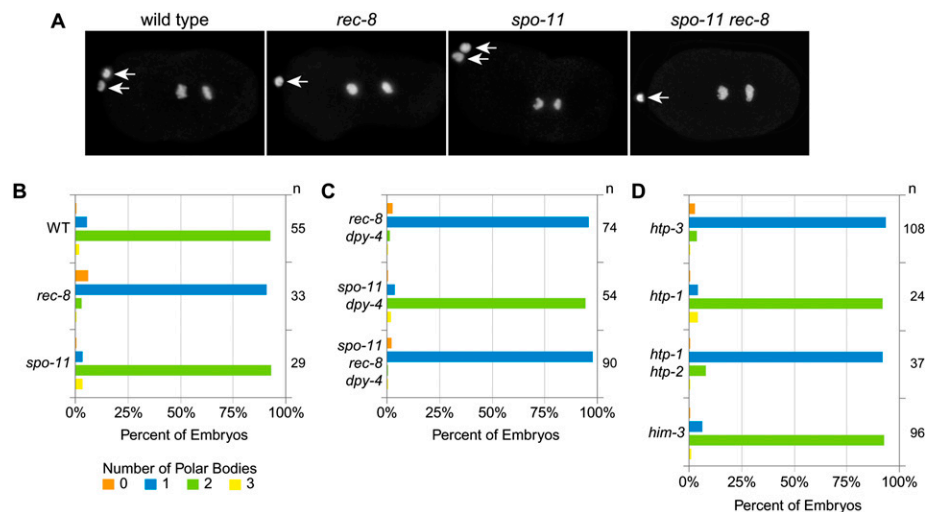 A
wild type
rec-8
spo-11
spo-11 rec-8
B
n
WT
55
rec-8
33
spo-11
29
0%
25%
50%
75%
100%
Percent of Embryos
Number of Polar Bodies
0
1
2
3
C
n
rec-8
dpy-4
74
spo-11
dpy-4
54
spo-11
rec-8
dpy-4
90
0%
25%
50%
75%
100%
Percent of Embryos
D
n
htp-3
108
htp-1
24
htp-1
htp-2
37
him-3
96
0%
25%
50%
75%
100%
Percent of Embryos